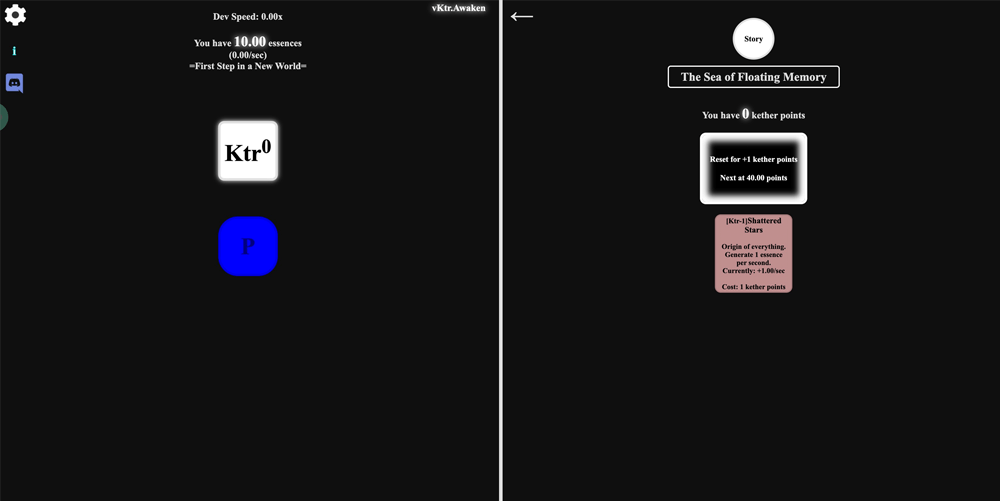 vKtr.Awaken
Dev Speed: 0.00x
You have 10.00 essences
(0.00/sec)
=First Step in a New World=
i
Ktr⁰
P
←
Story
The Sea of Floating Memory
You have 0 kether points
Reset for +1 kether points
Next at 40.00 points
[Ktr-1]Shattered
Stars
Origin of everything.
Generate 1 essence
per second.
Currently: +1.00/sec
Cost: 1 kether points